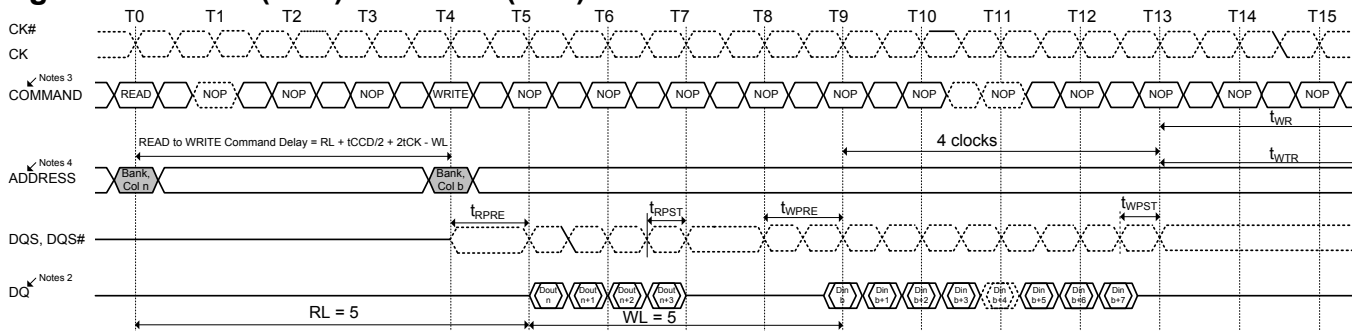 T0 T1 T2 T3 T4 T5 T6 T7 T8 T9 T10 T11 T12 T13 T14 T15
CK#
CK
Notes 3
COMMAND READ NOP NOP NOP WRITE NOP NOP NOP NOP NOP NOP NOP NOP NOP NOP NOP
tWR
READ to WRITE Command Delay = RL + tCCD/2 + 2tCK - WL
4 clocks
tWTR
Notes 4
ADDRESS Bank, Col n Bank, Col b
tRPRE tRPST tWPRE tWPST
DQS, DQS#
Notes 2
DQ Dout n Dout n+1 Dout n+2 Dout n+3 Din b Din b+1 Din b+2 Din b+3 Din b+4 Din b+5 Din b+6 Din b+7
RL = 5 WL = 5